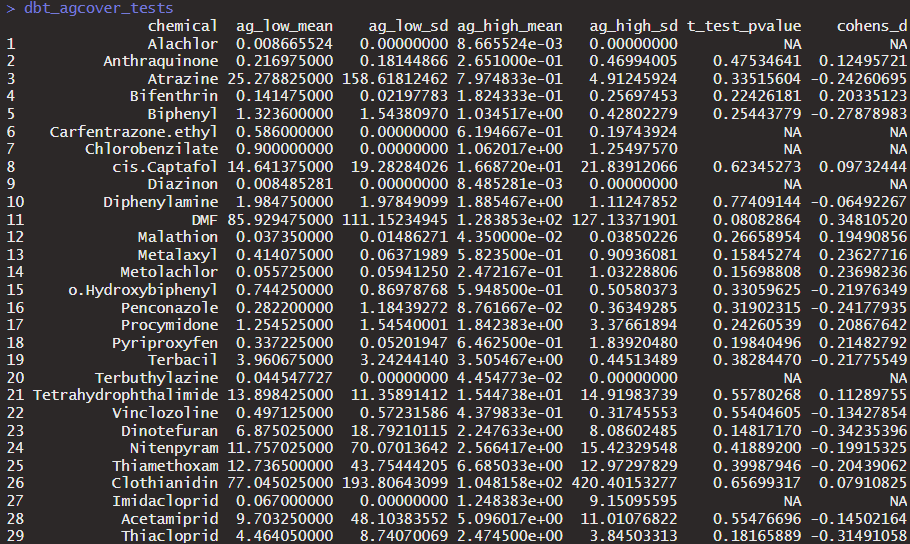 > dbt_agcover_tests
chemical ag_low_mean ag_low_sd ag_high_mean ag_high_sd t_test_pvalue cohens_d
1 Alachlor 0.008665524 0.00000000 8.665524e-03 0.00000000 NA NA
2 Anthraquinone 0.216975000 0.18144866 2.651000e-01 0.46994005 0.47534641 0.12495721
3 Atrazine 25.278825000 158.61812462 7.974833e-01 4.91245924 0.33515604 -0.24260695
4 Bifenthrin 0.141475000 0.02197783 1.824333e-01 0.25697453 0.22426181 0.20335123
5 Biphenyl 1.323600000 1.54380970 1.034517e+00 0.42802279 0.25443779 -0.27878983
6 Carfentrazone.ethyl 0.586000000 0.00000000 6.194667e-01 0.19743924 NA NA
7 Chlorobenzilate 0.900000000 0.00000000 1.062017e+00 1.25497570 NA NA
8 cis.Captafol 14.641375000 19.28284026 1.668720e+01 21.83912066 0.62345273 0.09732444
9 Diazinon 0.008485281 0.00000000 8.485281e-03 0.00000000 NA NA
10 Diphenylamine 1.984750000 1.97849099 1.885467e+00 1.11247852 0.77409144 -0.06492267
11 DMF 85.929475000 111.15234945 1.283853e+02 127.13371901 0.08082864 0.34810520
12 Malathion 0.037350000 0.01486271 4.350000e-02 0.03850226 0.26658954 0.19490856
13 Metalaxyl 0.414075000 0.06371989 5.823500e-01 0.90936081 0.15845274 0.23627716
14 Metolachlor 0.055725000 0.05941250 2.472167e-01 1.03228806 0.15698808 0.23698236
15 o.Hydroxybiphenyl 0.744250000 0.86978768 5.948500e-01 0.50580373 0.33059625 -0.21976349
16 Penconazole 0.282200000 1.18439272 8.761667e-02 0.36349285 0.31902315 -0.24177935
17 Procymidone 1.254525000 1.54540001 1.842383e+00 3.37661894 0.24260539 0.20867642
18 Pyriproxyfen 0.337225000 0.05201947 6.462500e-01 1.83920480 0.19840496 0.21482792
19 Terbacil 3.960675000 3.24244140 3.505467e+00 0.44513489 0.38284470 -0.21775549
20 Terbuthylazine 0.044547727 0.00000000 4.454773e-02 0.00000000 NA NA
21 Tetrahydrophthalimide 13.898425000 11.35891412 1.544738e+01 14.91983739 0.55780268 0.11289755
22 Vinclozoline 0.497125000 0.57231586 4.379833e-01 0.31745553 0.55404605 -0.13427854
23 Dinotefuran 6.875025000 18.79210115 2.247633e+00 8.08602485 0.14817170 -0.34235396
24 Nitenpyram 11.757025000 70.07013642 2.566417e+00 15.42329548 0.41889200 -0.19915325
25 Thiamethoxam 12.736500000 43.75444205 6.685033e+00 12.97297829 0.39987946 -0.20439062
26 Clothianidin 77.045025000 193.80643099 1.048158e+02 420.40153277 0.65699317 0.07910825
27 Imidacloprid 0.067000000 0.00000000 1.248383e+00 9.15095595 NA NA
28 Acetamiprid 9.703250000 48.10383552 5.096017e+00 11.01076822 0.55476696 -0.14502164
29 Thiacloprid 4.464050000 8.74070069 2.474500e+00 3.84503313 0.18165889 -0.31491058